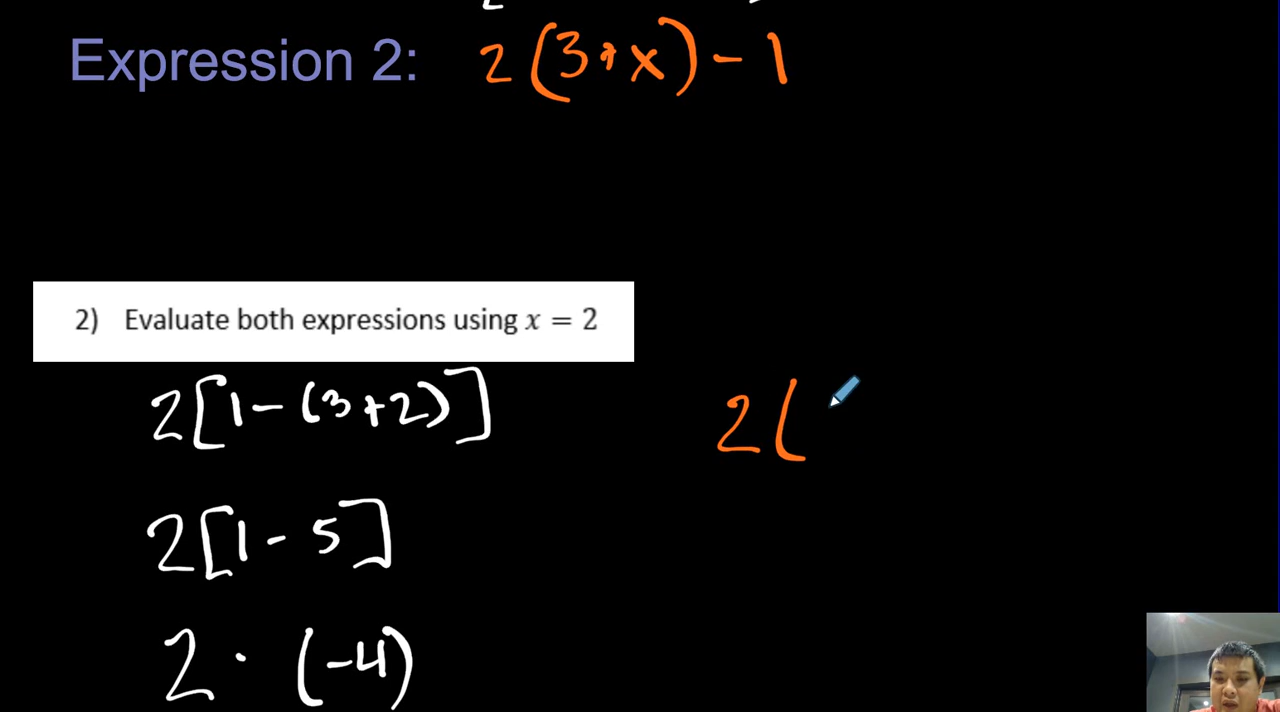 Expression 2: 2(3+x)-1
2) Evaluate both expressions using x = 2
2[1-(3+2)]
2(
2[1-5]
2·(-4)